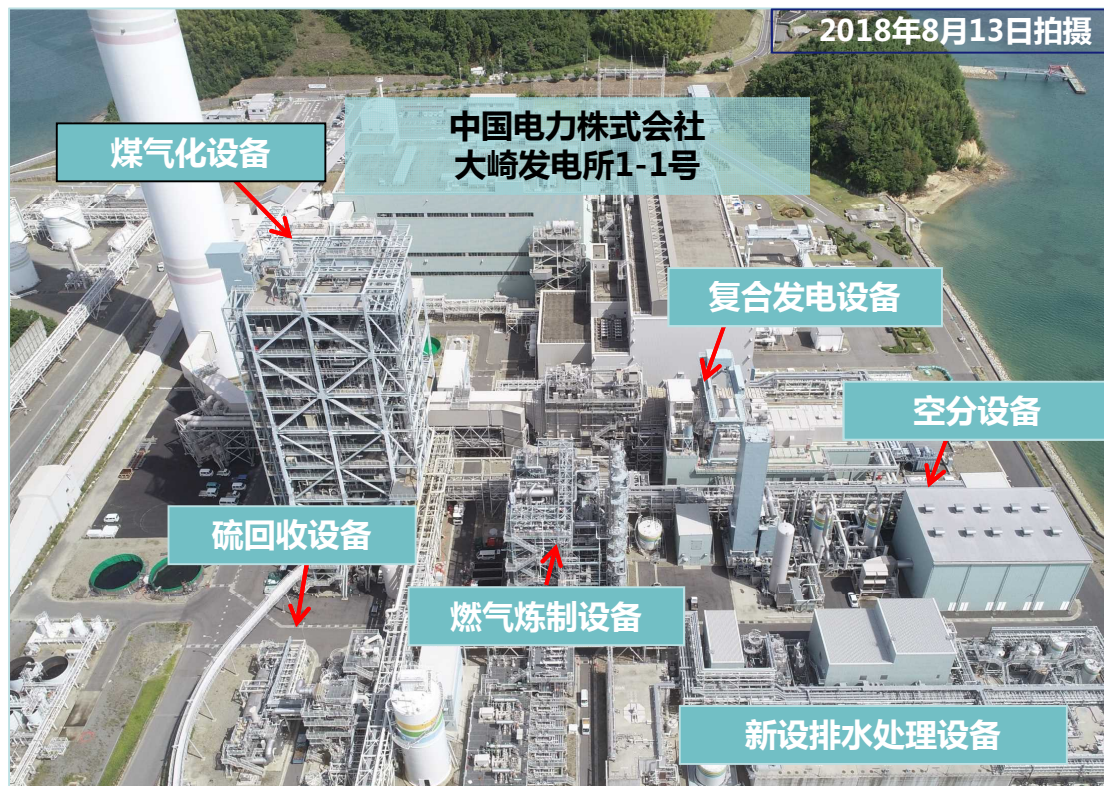 2018年8月13日拍摄
中国电力株式会社
大崎发电所1-1号
煤气化设备
复合发电设备
空分设备
硫回收设备
燃气炼制设备
新设排水处理设备